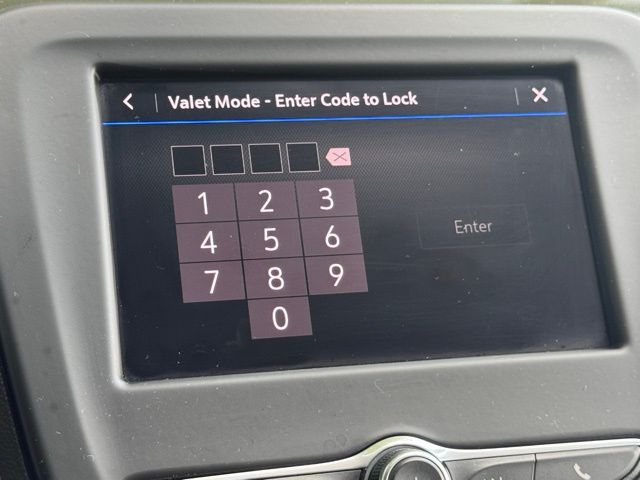 Valet Mode - Enter Code to Lock
1 2 3
4 5 6
7 8 9
0
Enter